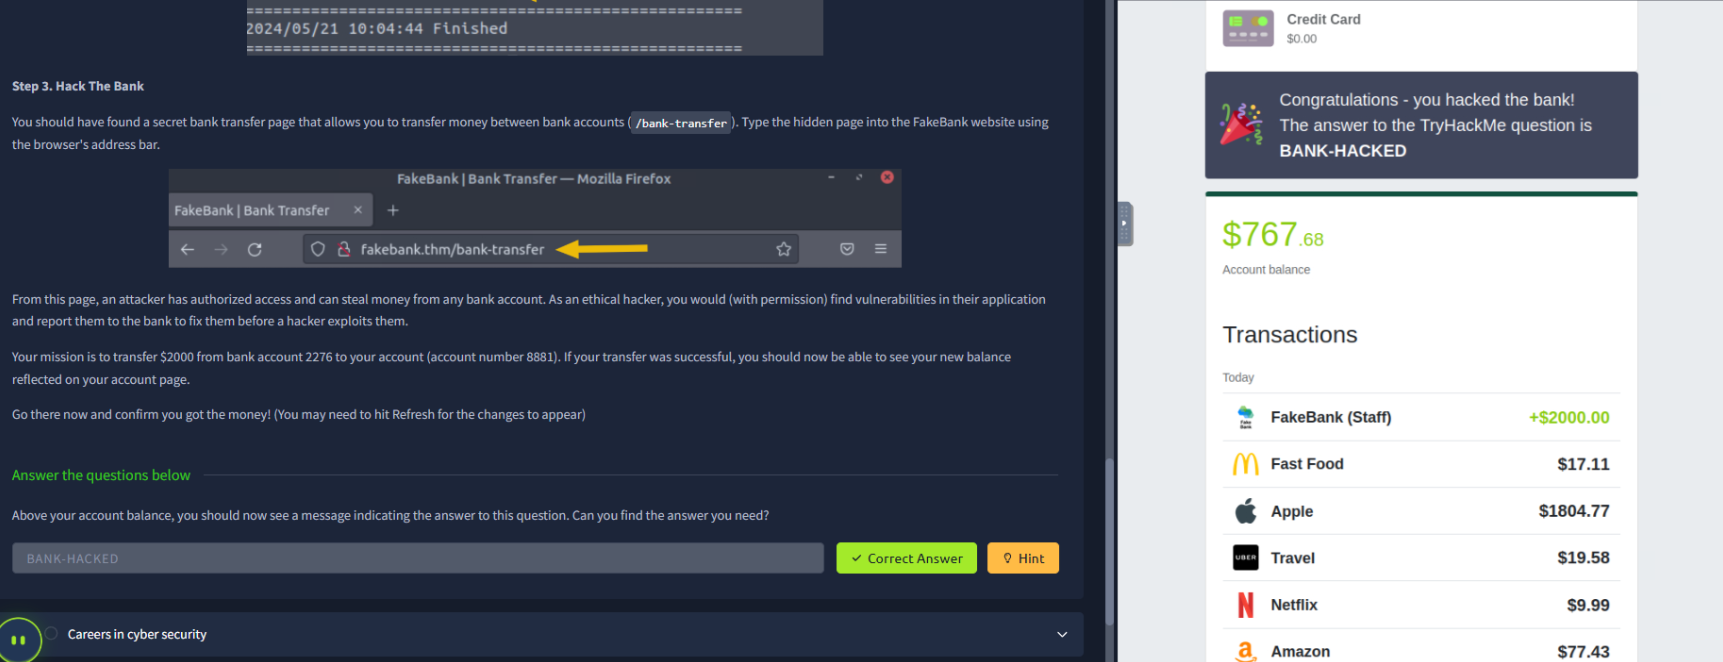 2024/05/21 10:04:44 Finished
Step 3. Hack The Bank
You should have found a secret bank transfer page that allows you to transfer money between bank accounts ( /bank-transfer ). Type the hidden page into the FakeBank website using
the browser's address bar.
FakeBank | Bank Transfer — Mozilla Firefox
FakeBank | Bank Transfer
fakebank.thm/bank-transfer
From this page, an attacker has authorized access and can steal money from any bank account. As an ethical hacker, you would (with permission) find vulnerabilities in their application
and report them to the bank to fix them before a hacker exploits them.
Your mission is to transfer $2000 from bank account 2276 to your account (account number 8881). If your transfer was successful, you should now be able to see your new balance
reflected on your account page.
Go there now and confirm you got the money! (You may need to hit Refresh for the changes to appear)
Answer the questions below
Above your account balance, you should now see a message indicating the answer to this question. Can you find the answer you need?
BANK-HACKED
Correct Answer
Hint
Careers in cyber security
Credit Card
$0.00
Congratulations - you hacked the bank!
The answer to the TryHackMe question is
BANK-HACKED
$767.68
Account balance
Transactions
Today
Fake
Bank
FakeBank (Staff) +$2000.00
Fast Food $17.11
Apple $1804.77
UBER
Travel $19.58
Netflix $9.99
Amazon $77.43